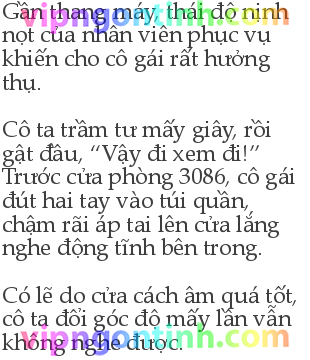 Gần thang máy, thái độ nịnh
nọt của nhân viên phục vụ
khiến cho cô gái rất hưởng
thụ.
Cô ta trầm tư mấy giây, rồi
gật đầu, “Vậy đi xem đi!”
Trước cửa phòng 3086, cô gái
đút hai tay vào túi quần,
chậm rãi áp tai lên cửa lắng
nghe động tĩnh bên trong.
Có lẽ do cửa cách âm quá tốt,
cô ta đổi góc độ mấy lần vẫn
không nghe được.
vipngontinh.com
vipngontinh.com